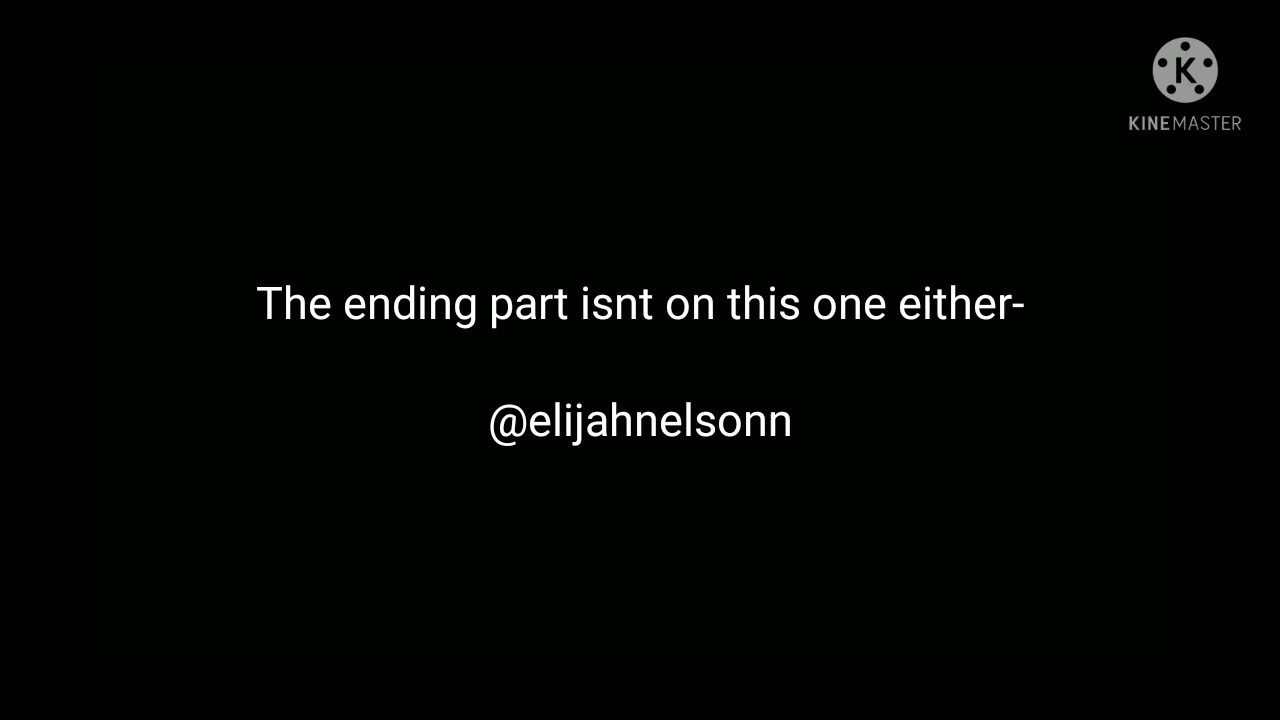 K
KINEMASTER
The ending part isnt on this one either-
@elijahnelsonn